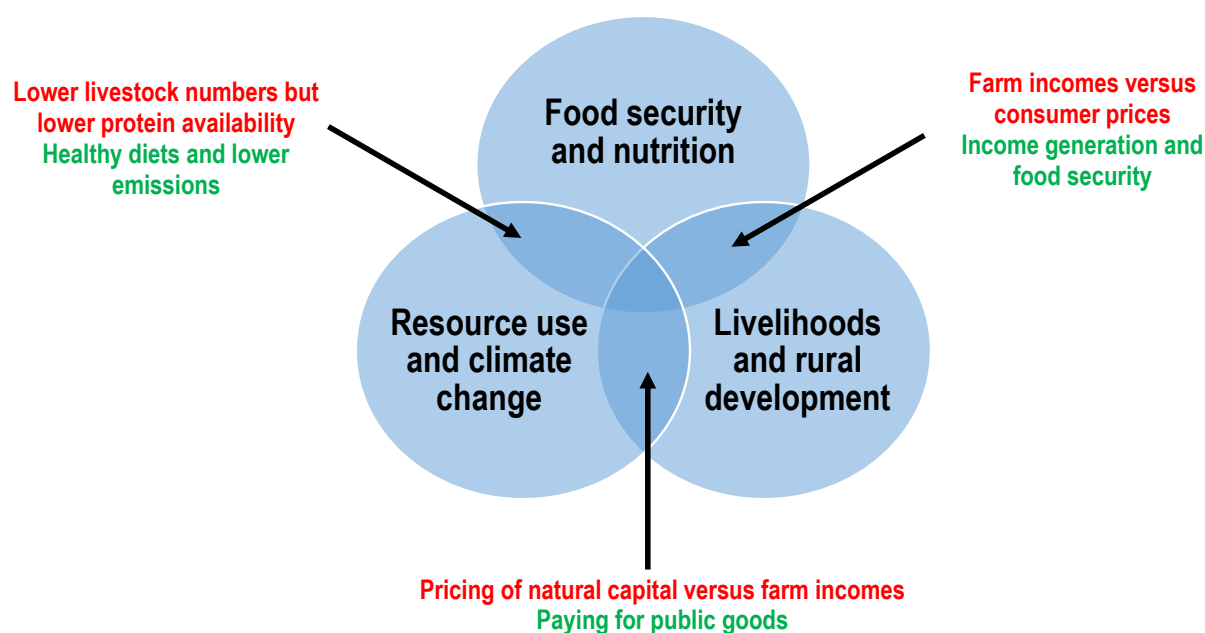 Lower livestock numbers but
lower protein availability
Healthy diets and lower
emissions
Food security
and nutrition
Farm incomes versus
consumer prices
Income generation and
food security
Resource use
and climate
change
Livelihoods
and rural
development
Pricing of natural capital versus farm incomes
Paying for public goods